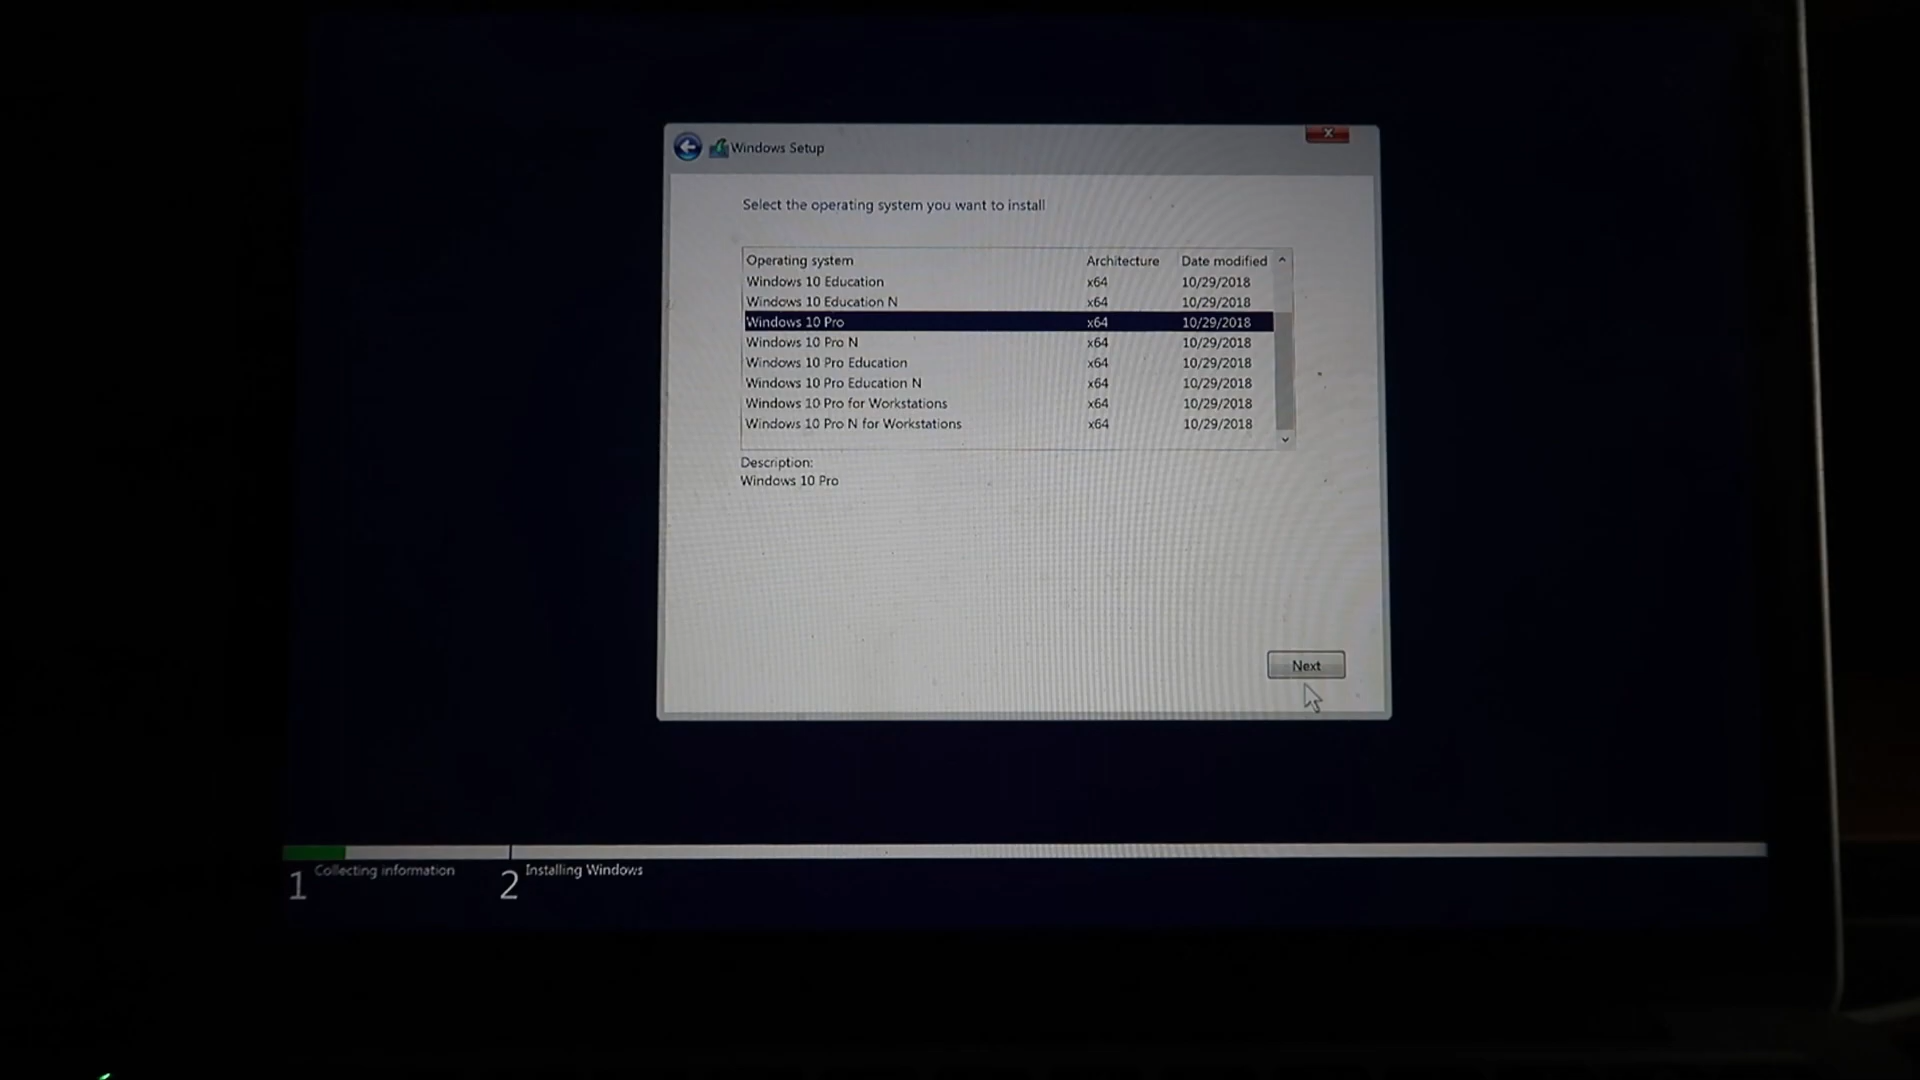 Windows Setup
Select the operating system you want to install
Operating system Architecture Date modified
Windows 10 Education x64 10/29/2018
Windows 10 Education N x64 10/29/2018
Windows 10 Pro x64 10/29/2018
Windows 10 Pro N x64 10/29/2018
Windows 10 Pro Education x64 10/29/2018
Windows 10 Pro Education N x64 10/29/2018
Windows 10 Pro for Workstations x64 10/29/2018
Windows 10 Pro N for Workstations x64 10/29/2018
Description:
Windows 10 Pro
Next
1 Collecting information 2 Installing Windows